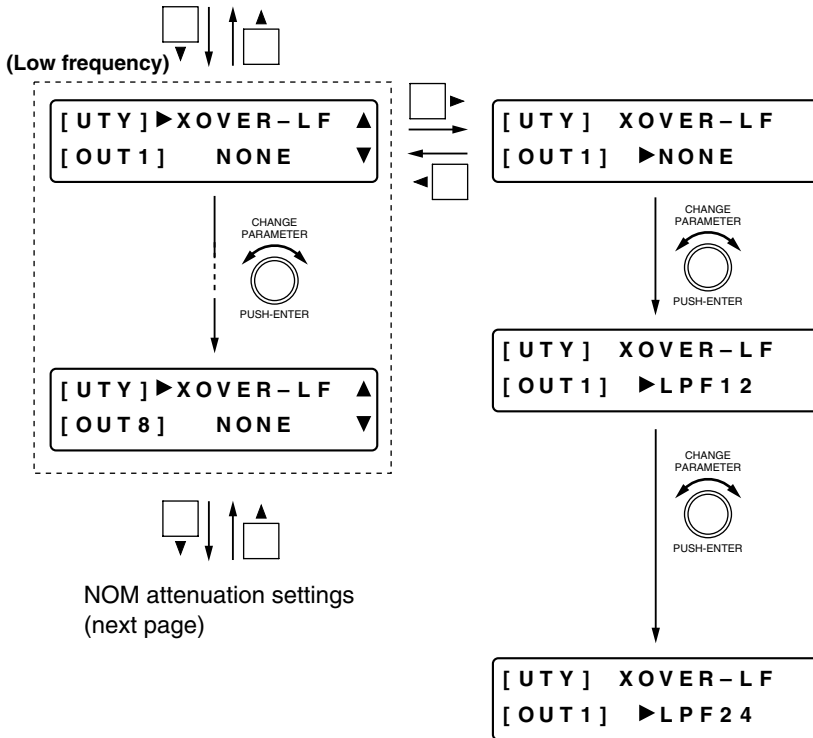 (Low frequency)
[UTY]▶XOVER–LF ▲
[OUT1] NONE ▼
[UTY] XOVER–LF
[OUT1] ▶NONE
CHANGE
PARAMETER
PUSH-ENTER
CHANGE
PARAMETER
PUSH-ENTER
[UTY] XOVER–LF
[OUT1] ▶LPF12
[UTY]▶XOVER–LF ▲
[OUT8] NONE ▼
CHANGE
PARAMETER
PUSH-ENTER
NOM attenuation settings
(next page)
[UTY] XOVER–LF
[OUT1] ▶LPF24